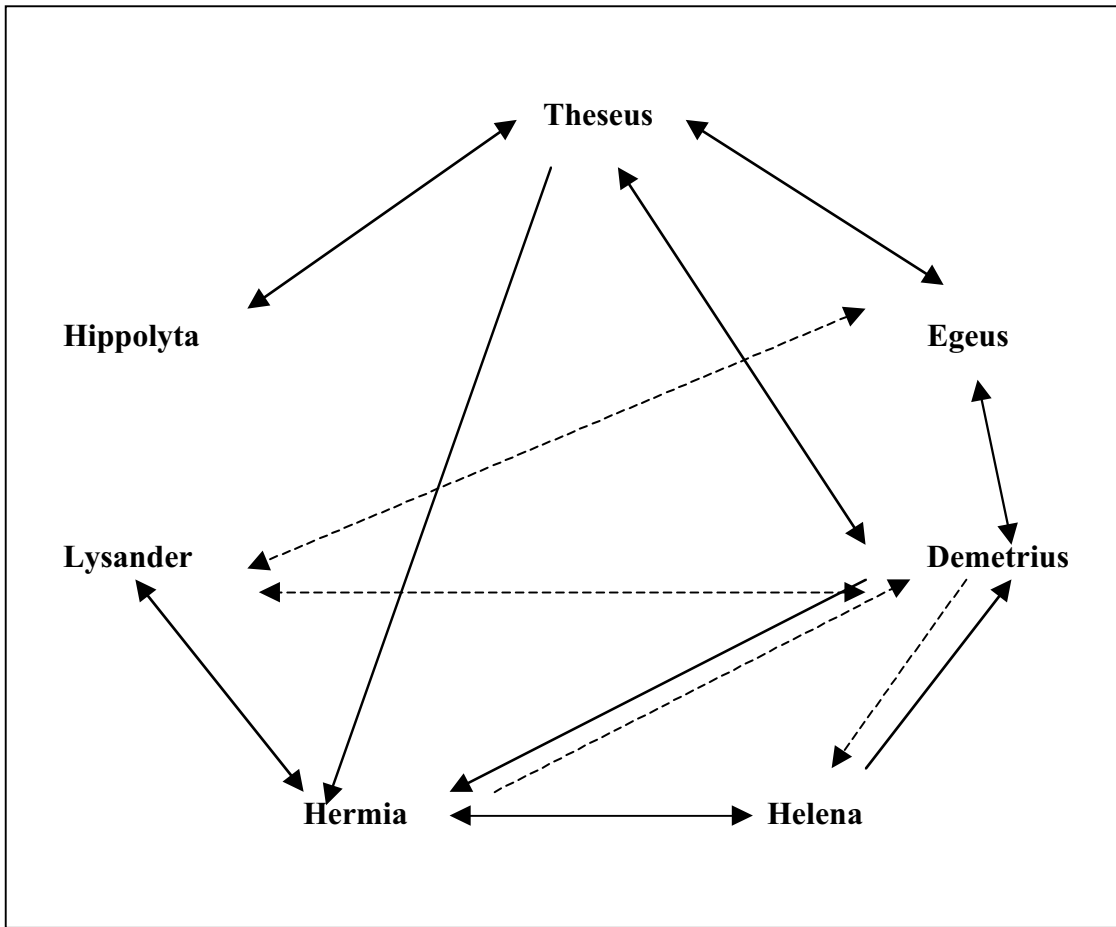 Theseus
Hippolyta
Egeus
Lysander
Demetrius
Hermia
Helena